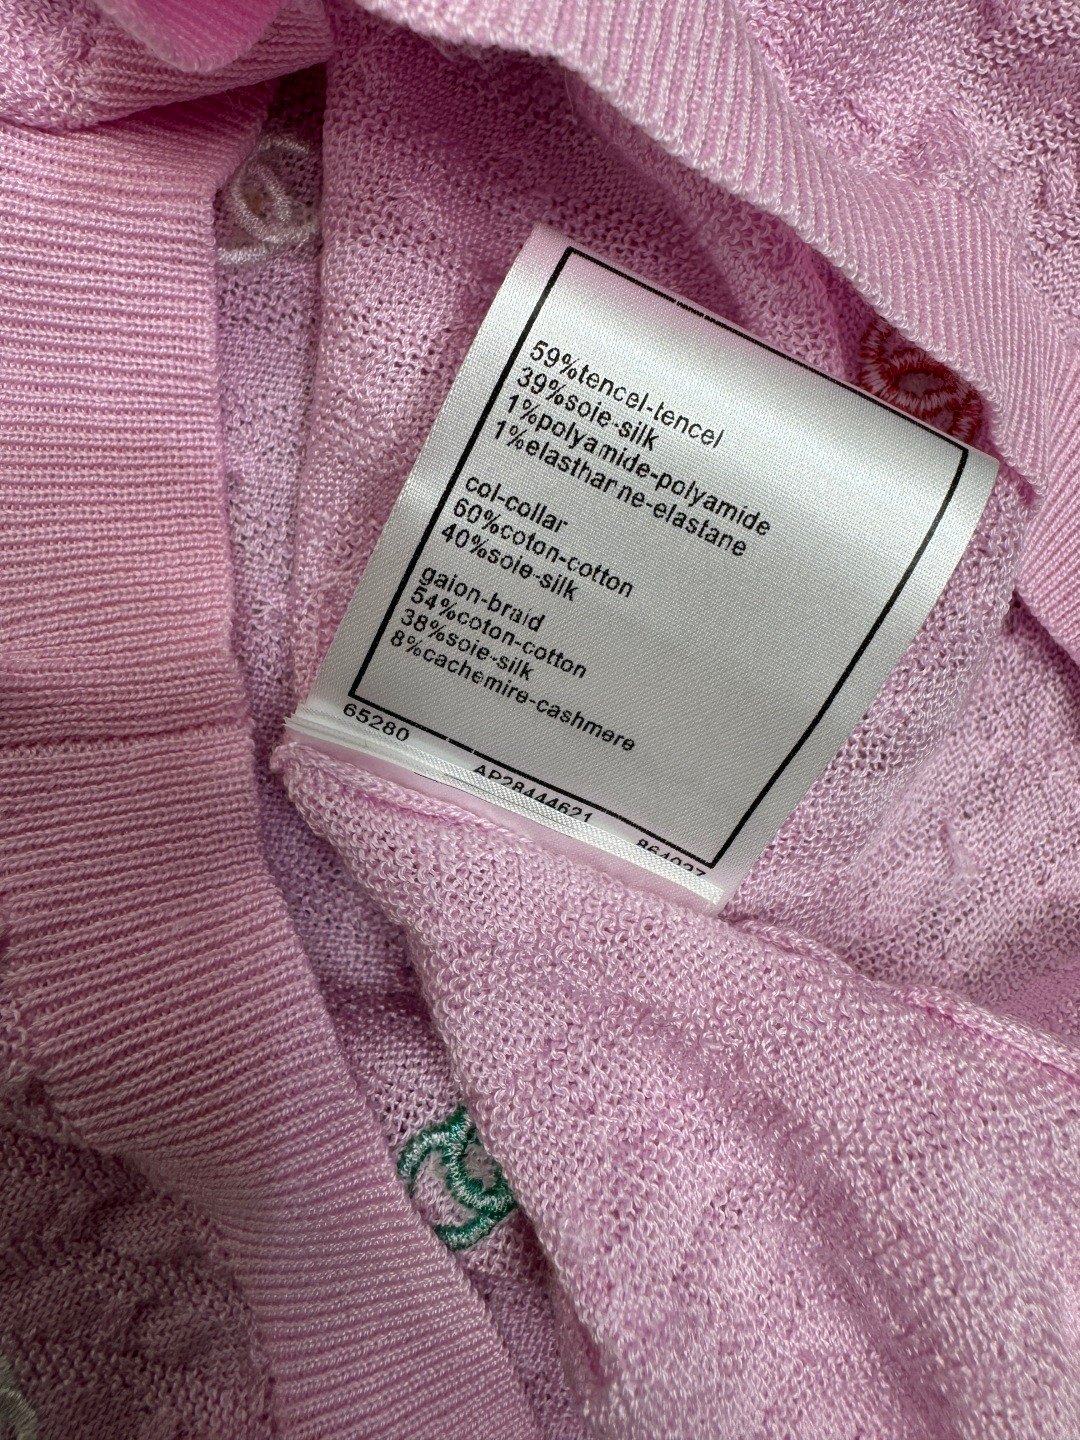 59%tencel-tencel
39%soie-silk
1%polyamide-polyamide
1%elasthanne-elastane
col-collar
60%coton-cotton
40%soie-silk
galon-braid
54%coton-cotton
38%soie-silk
8%cachemire-cashmere
65280
AP28444621